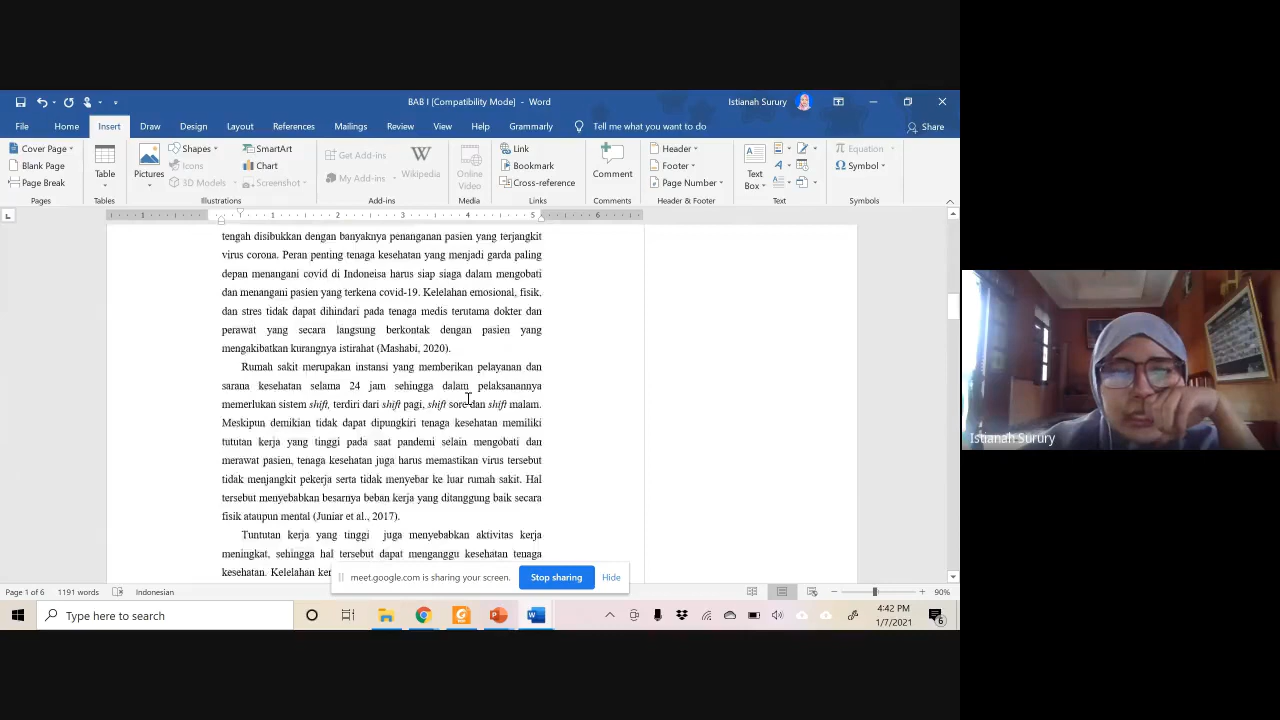 BAB I [Compatibility Mode] - Word
Istianah Surury
File Home Insert Draw Design Layout References Mailings Review View Help Grammarly Tell me what you want to do Share
Cover Page
Blank Page
Page Break
Pages
Table
Tables
Pictures
Shapes
Icons
3D Models
SmartArt
Chart
Screenshot
Illustrations
Get Add-ins
My Add-ins
Wikipedia
Add-ins
Online
Video
Media
Link
Bookmark
Cross-reference
Links
Comment
Comments
Header
Footer
Page Number
Header & Footer
Text
Box
Text
Equation
Symbol
Symbols
1 1 2 3 4 5 6
tengah disibukkan dengan banyaknya penanganan pasien yang terjangkit
virus corona. Peran penting tenaga kesehatan yang menjadi garda paling
depan menangani covid di Indoneisa harus siap siaga dalam mengobati
dan menangani pasien yang terkena covid-19. Kelelahan emosional, fisik,
dan stres tidak dapat dihindari pada tenaga medis terutama dokter dan
perawat yang secara langsung berkontak dengan pasien yang
mengakibatkan kurangnya istirahat (Mashabi, 2020).
Rumah sakit merupakan instansi yang memberikan pelayanan dan
sarana kesehatan selama 24 jam sehingga dalam pelaksanannya
memerlukan sistem shift, terdiri dari shift pagi, shift sore dan shift malam.
Meskipun demikian tidak dapat dipungkiri tenaga kesehatan memiliki
tututan kerja yang tinggi pada saat pandemi selain mengobati dan
merawat pasien, tenaga kesehatan juga harus memastikan virus tersebut
tidak menjangkit pekerja serta tidak menyebar ke luar rumah sakit. Hal
tersebut menyebabkan besarnya beban kerja yang ditanggung baik secara
fisik ataupun mental (Juniar et al., 2017).
Tuntutan kerja yang tinggi juga menyebabkan aktivitas kerja
meningkat, sehingga hal tersebut dapat menganggu kesehatan tenaga
kesehatan. Kelelahan
meet.google.com is sharing your screen. Stop sharing Hide
Page 1 of 6 1191 words Indonesian 90%
Type here to search
4:42 PM
1/7/2021
6
Istianah Surury